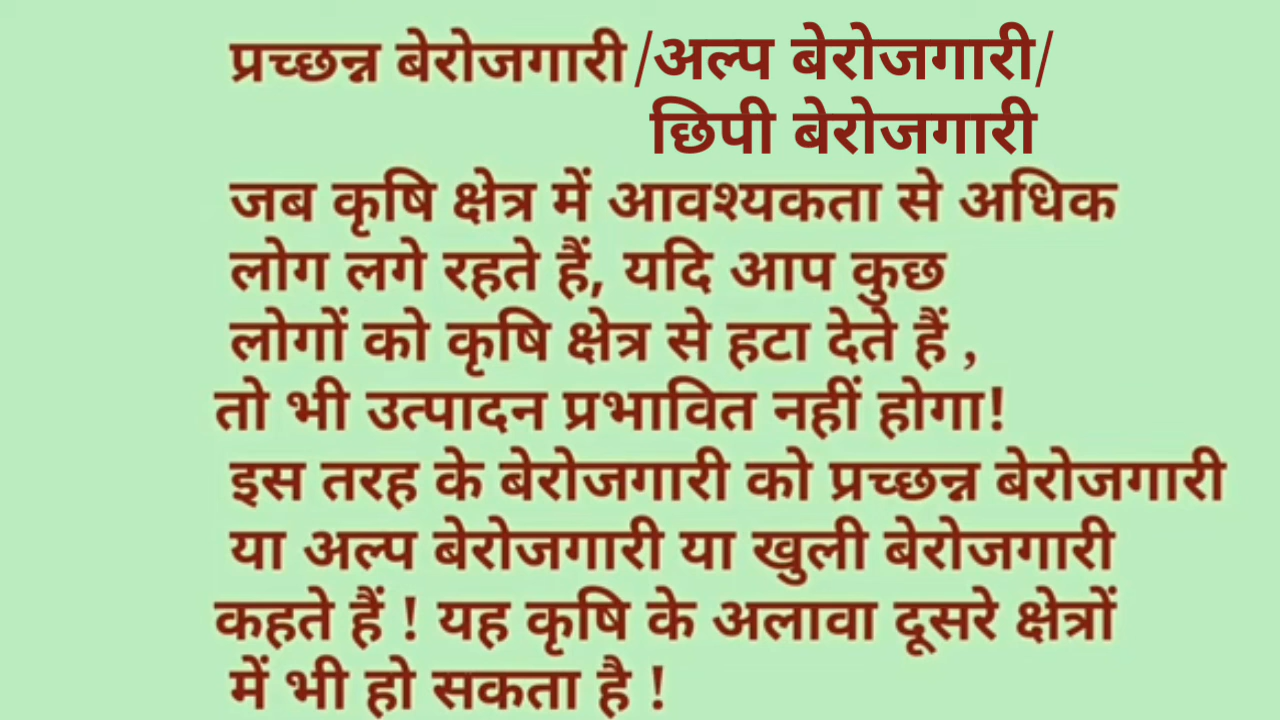 प्रच्छन्न बेरोजगारी/अल्प बेरोजगारी/
छिपी बेरोजगारी
जब कृषि क्षेत्र में आवश्यकता से अधिक
लोग लगे रहते हैं, यदि आप कुछ
लोगों को कृषि क्षेत्र से हटा देते हैं ,
तो भी उत्पादन प्रभावित नहीं होगा!
इस तरह के बेरोजगारी को प्रच्छन्न बेरोजगारी
या अल्प बेरोजगारी या खुली बेरोजगारी
कहते हैं ! यह कृषि के अलावा दूसरे क्षेत्रों
में भी हो सकता है !